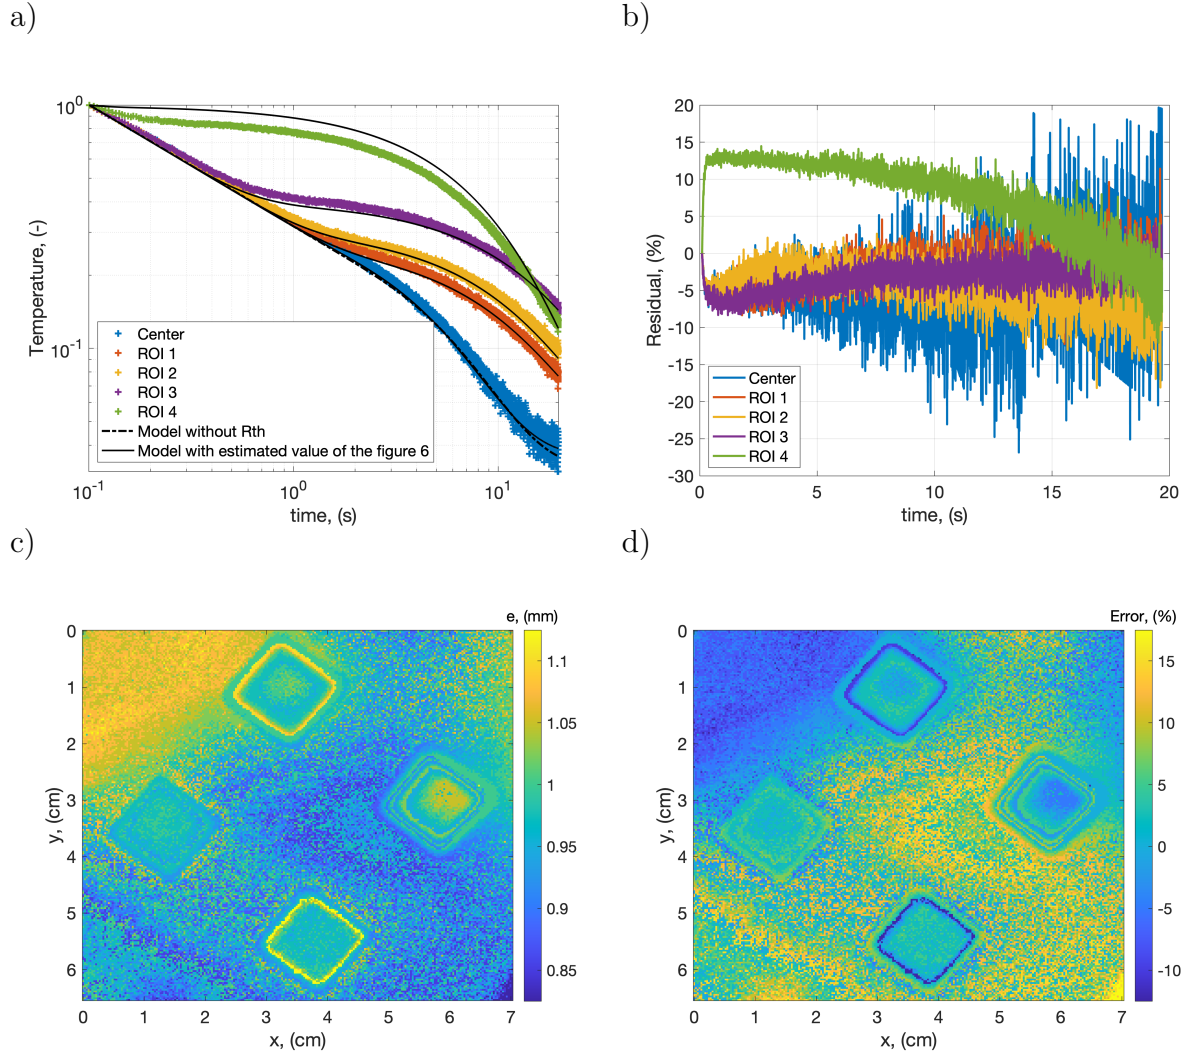 a)
10^0
10^-1
Temperature, (-)
Center
ROI 1
ROI 2
ROI 3
ROI 4
Model without Rth
Model with estimated value of the figure 6
10^-1 10^0 10^1
time, (s)
b)
20
15
10
5
0
-5
-10
-15
-20
-25
-30
Residual, (%)
Center
ROI 1
ROI 2
ROI 3
ROI 4
0 5 10 15 20
time, (s)
c)
e, (mm)
0
1
2
3
4
5
6
y, (cm)
0 1 2 3 4 5 6 7
x, (cm)
1.1
1.05
1
0.95
0.9
0.85
d)
Error, (%)
0
1
2
3
4
5
6
y, (cm)
0 1 2 3 4 5 6 7
x, (cm)
15
10
5
0
-5
-10